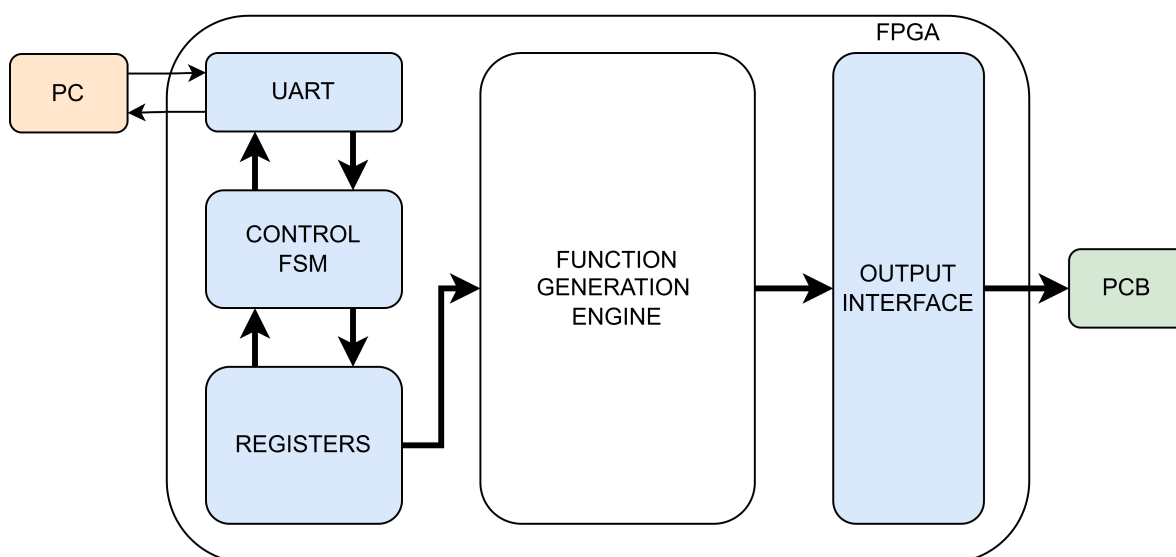 FPGA
PC
UART
CONTROL
FSM
REGISTERS
FUNCTION
GENERATION
ENGINE
OUTPUT
INTERFACE
PCB